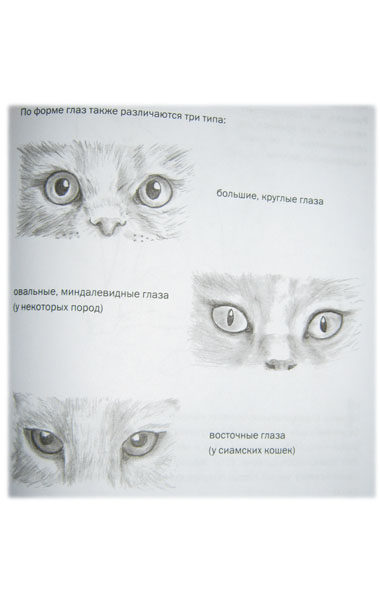 По форме глаз также различаются три типа:
большие, круглые глаза
овальные, миндалевидные глаза
(у некоторых пород)
восточные глаза
(у сиамских кошек)